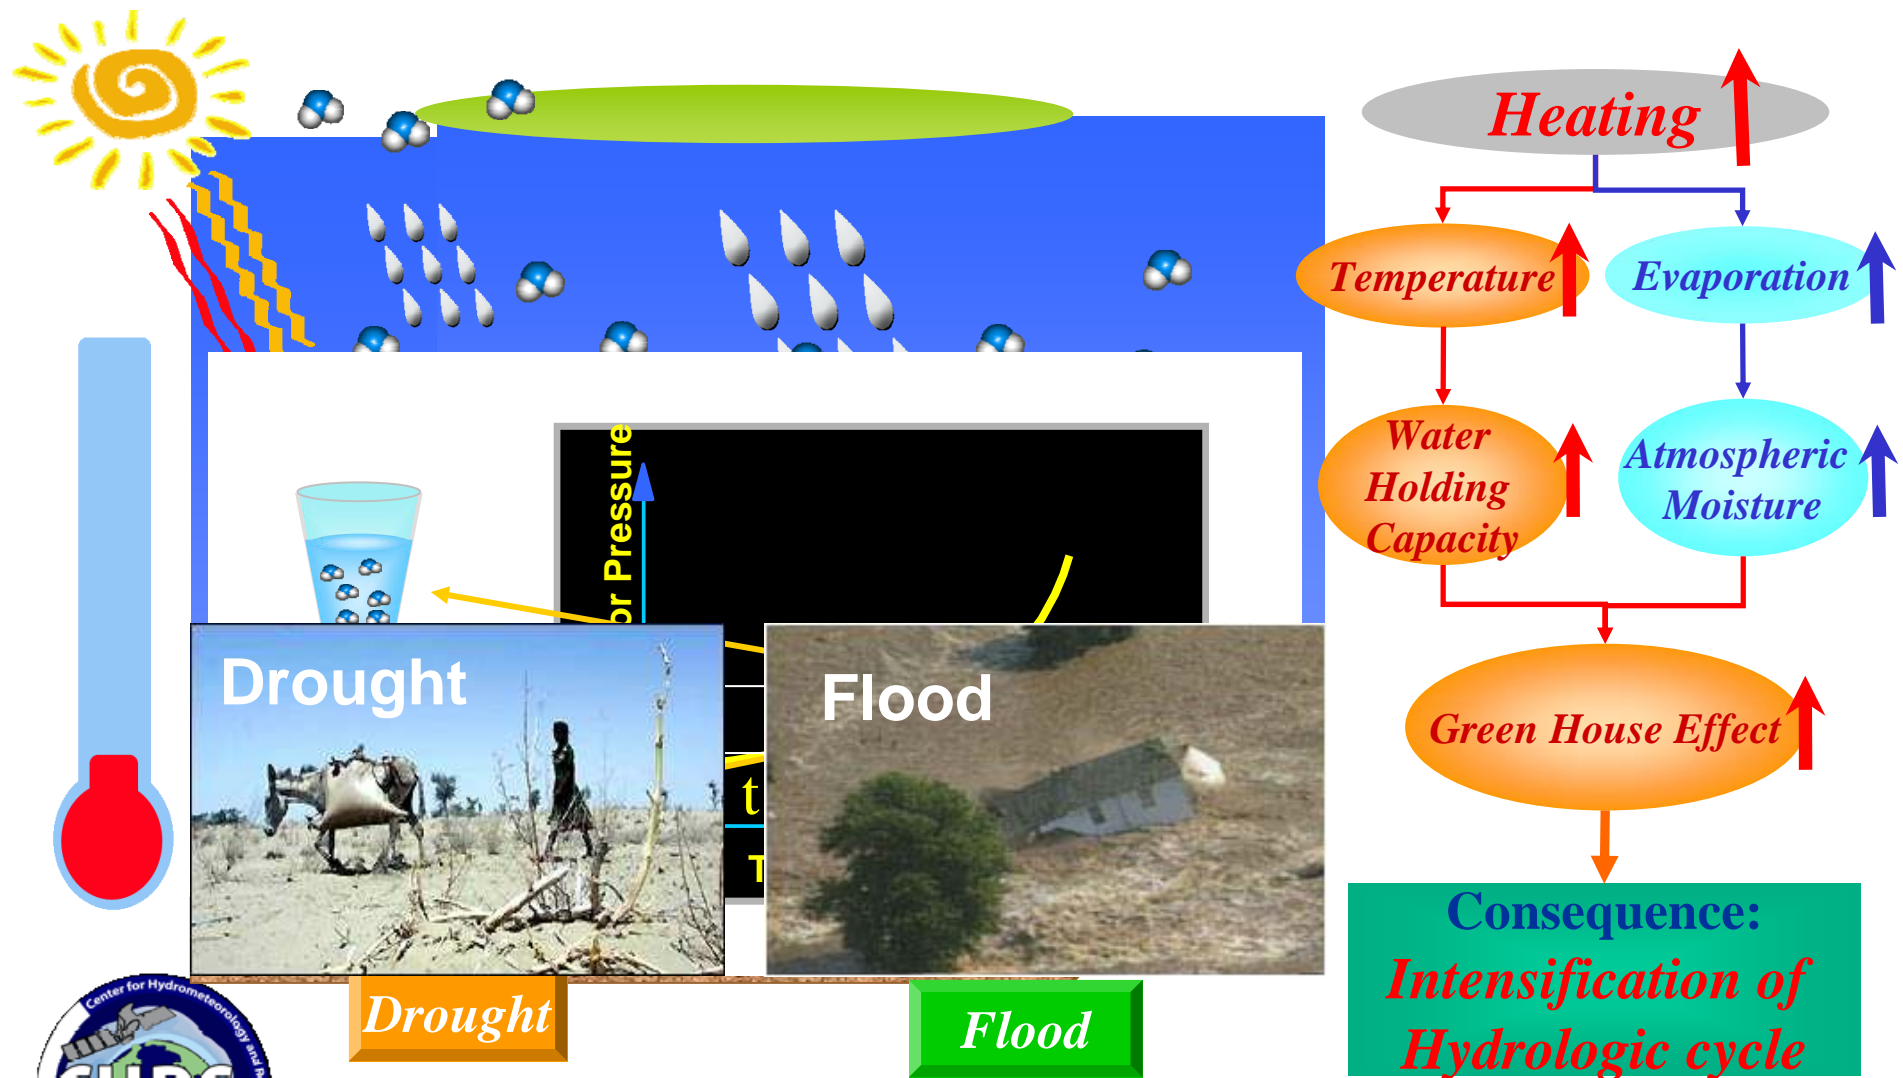 Heating
Temperature
Evaporation
Water
Holding
Capacity
Atmospheric
Moisture
Pressure
Green House Effect
Drought
Flood
t
T
Consequence:
Intensification of
Hydrologic cycle
Drought
Flood
Center for Hydrometeorology and